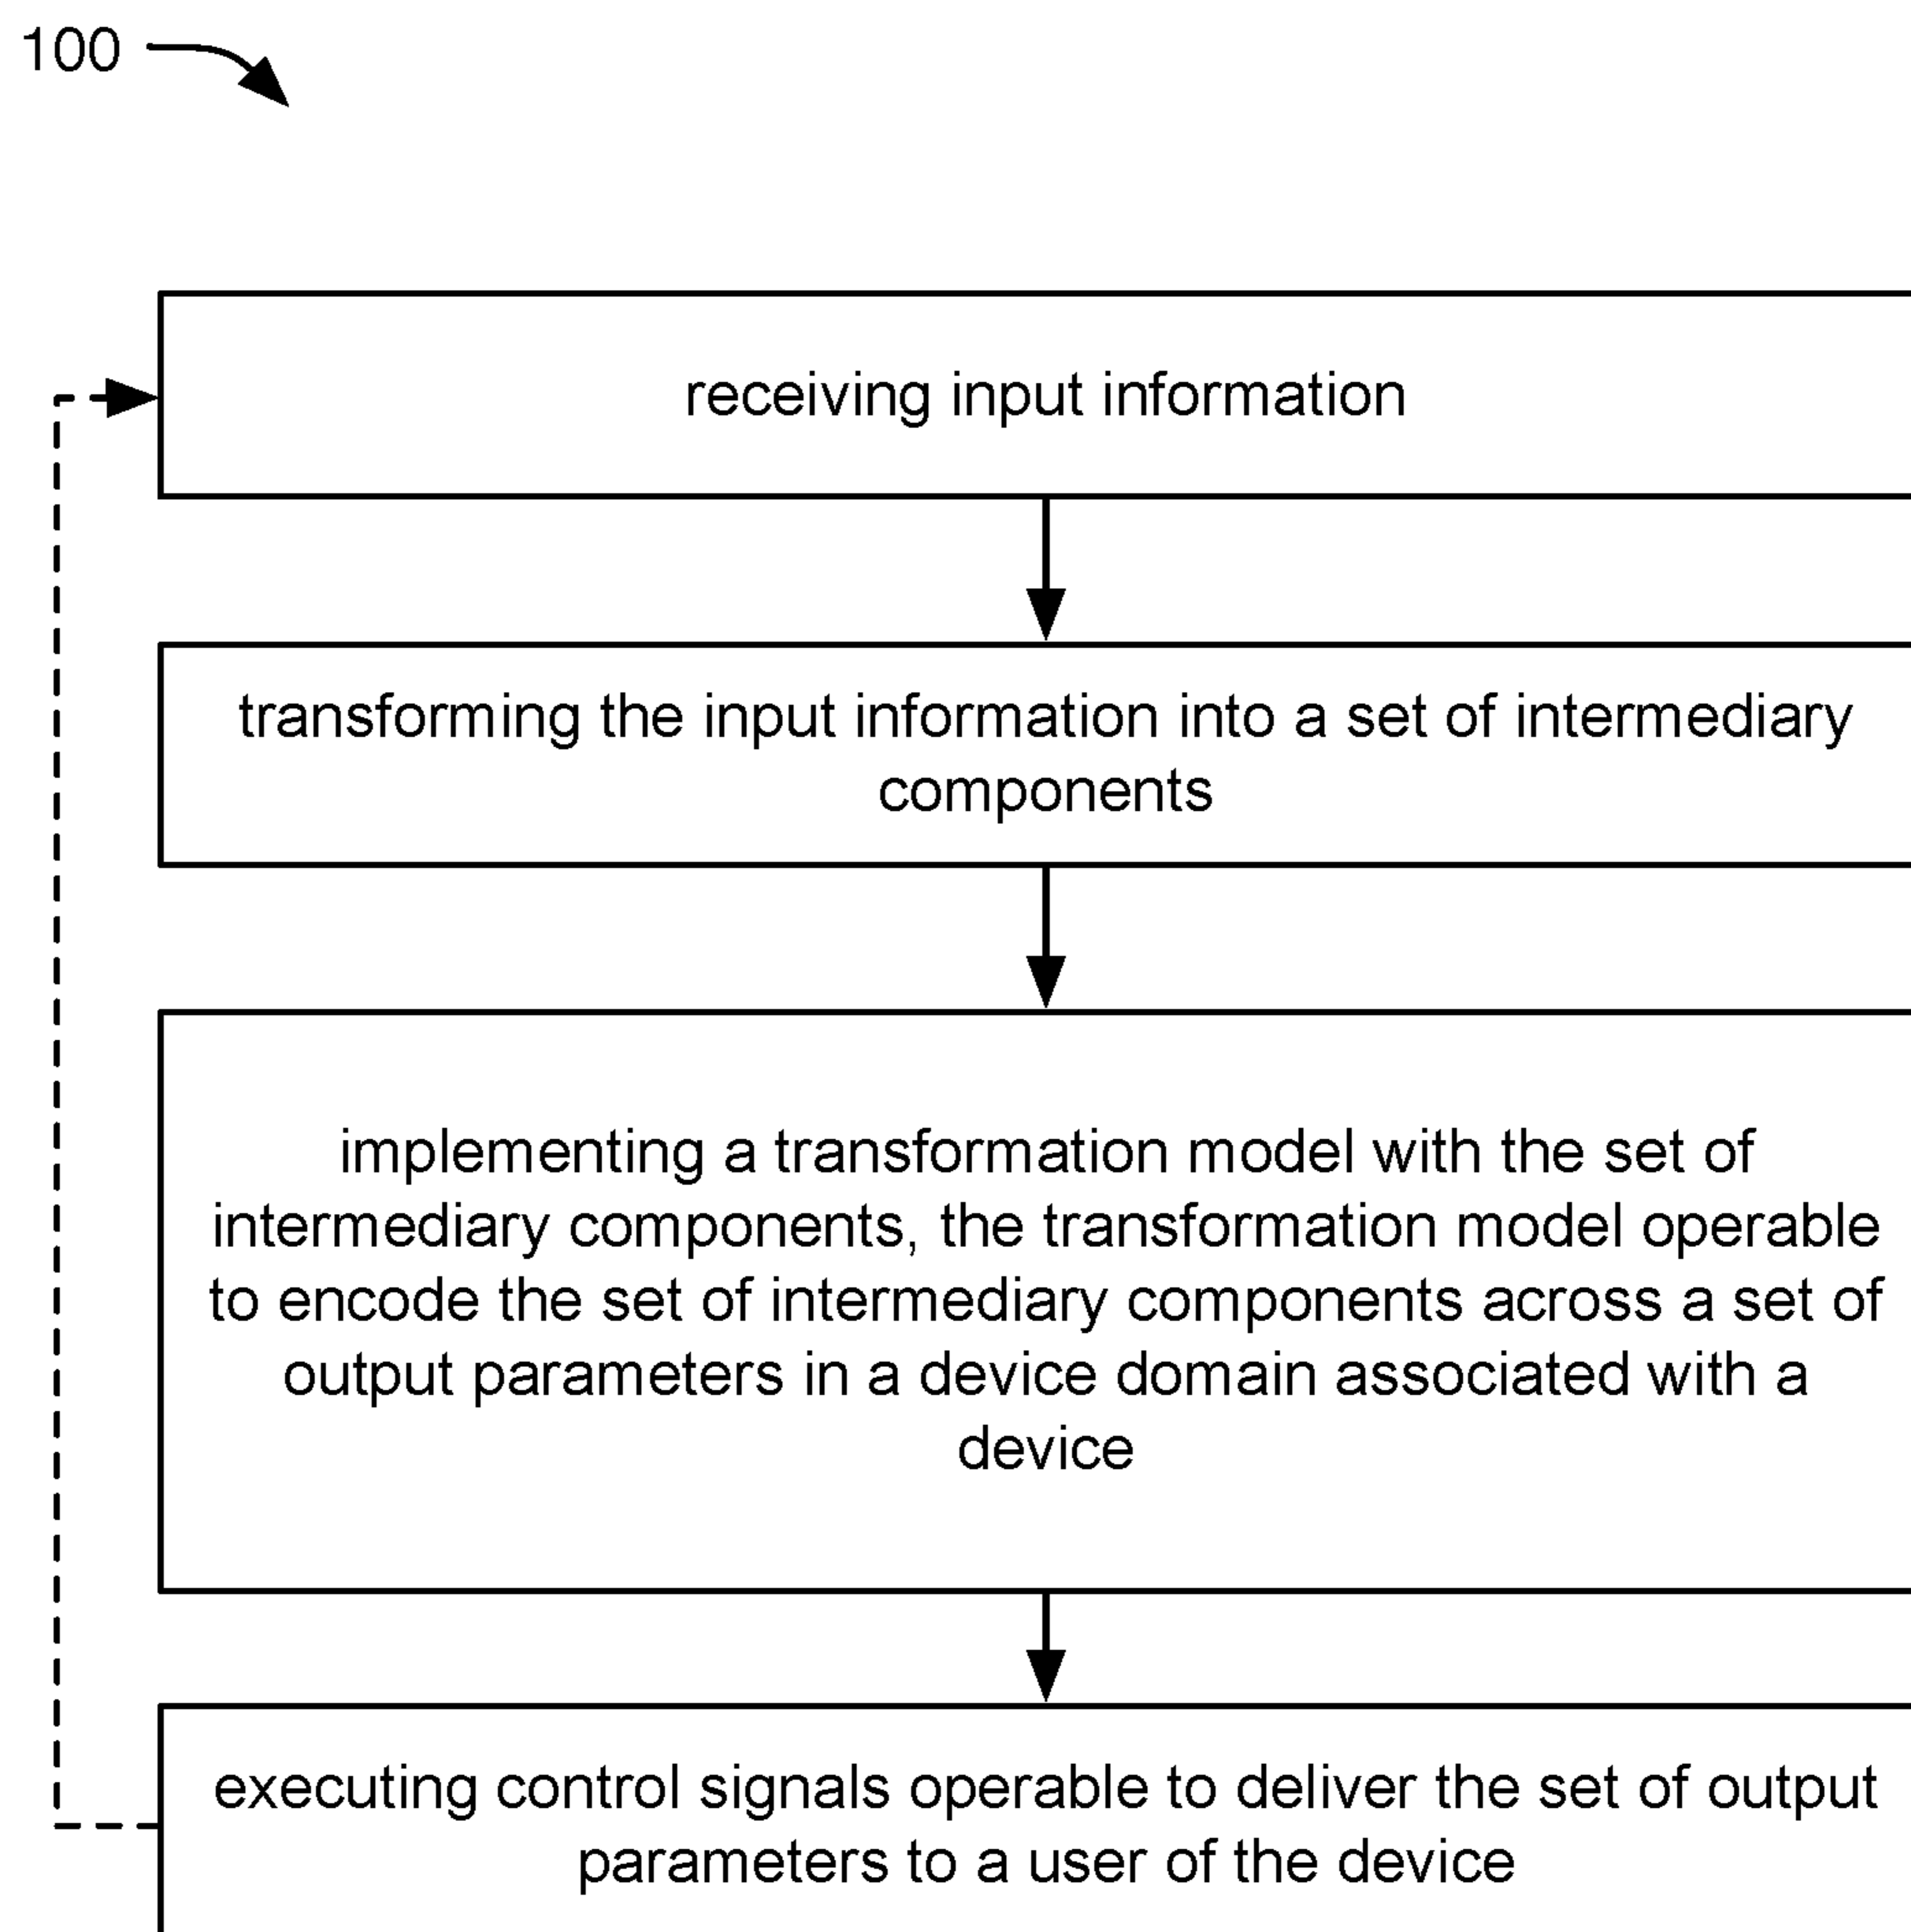 100
receiving input information
transforming the input information into a set of intermediary
components
implementing a transformation model with the set of
intermediary components, the transformation model operable
to encode the set of intermediary components across a set of
output parameters in a device domain associated with a
device
executing control signals operable to deliver the set of output
parameters to a user of the device